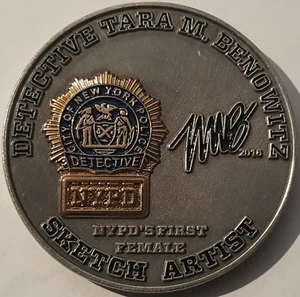 DETECTIVE TARA M. BENOWITZ
CITY OF NEW YORK POLICE
DETECTIVE
NYPD
2016
NYPD'S FIRST
FEMALE
SKETCH ARTIST